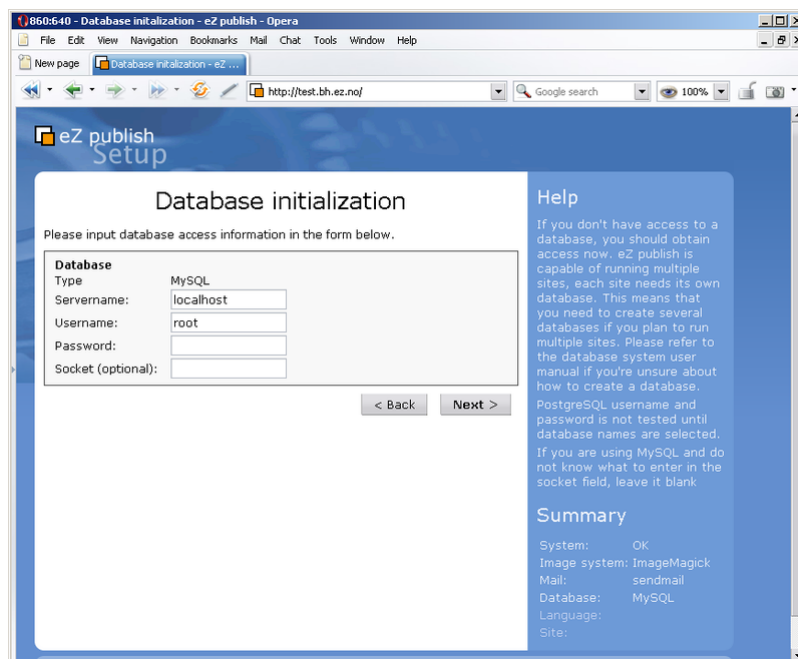 860:640 - Database initalization - eZ publish - Opera
File Edit View Navigation Bookmarks Mail Chat Tools Window Help
New page
Database initalization - eZ ...
http://test.bh.ez.no/
Google search
100%
eZ publish
Setup
Database initialization
Please input database access information in the form below.
Database
Type MySQL
Servername: localhost
Username: root
Password:
Socket (optional):
< Back
Next >
Help
If you don't have access to a
database, you should obtain
access now. eZ publish is
capable of running multiple
sites, each site needs its own
database. This means that
you need to create several
databases if you plan to run
multiple sites. Please refer to
the database system user
manual if you're unsure about
how to create a database.
PostgreSQL username and
password is not tested until
database names are selected.
If you are using MySQL and do
not know what to enter in the
socket field, leave it blank
Summary
System: OK
Image system: ImageMagick
Mail: sendmail
Database: MySQL
Language:
Site: